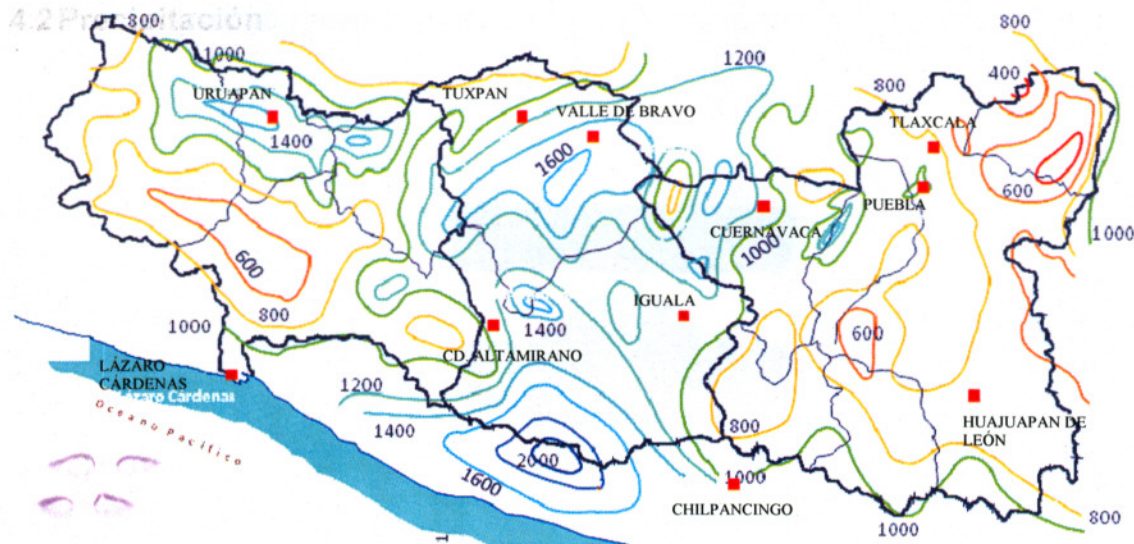 4.2 Precipitación
800
1000
1200
800
800
400
URUAPAN
TUXPAN
VALLE DE BRAVO
TLAXCALA
1400
1600
600
PUEBLA
CUERNAVACA
1000
1000
600
IGUALA
800
1000
1400
600
CD. ALTAMIRANO
LÁZARO
CÁRDENAS
Lázaro Cárdenas
Oceano Pacífico
1200
1400
HUAJUAPAN DE
LEÓN
800
2000
1600
1000
CHILPANCINGO
1000
800